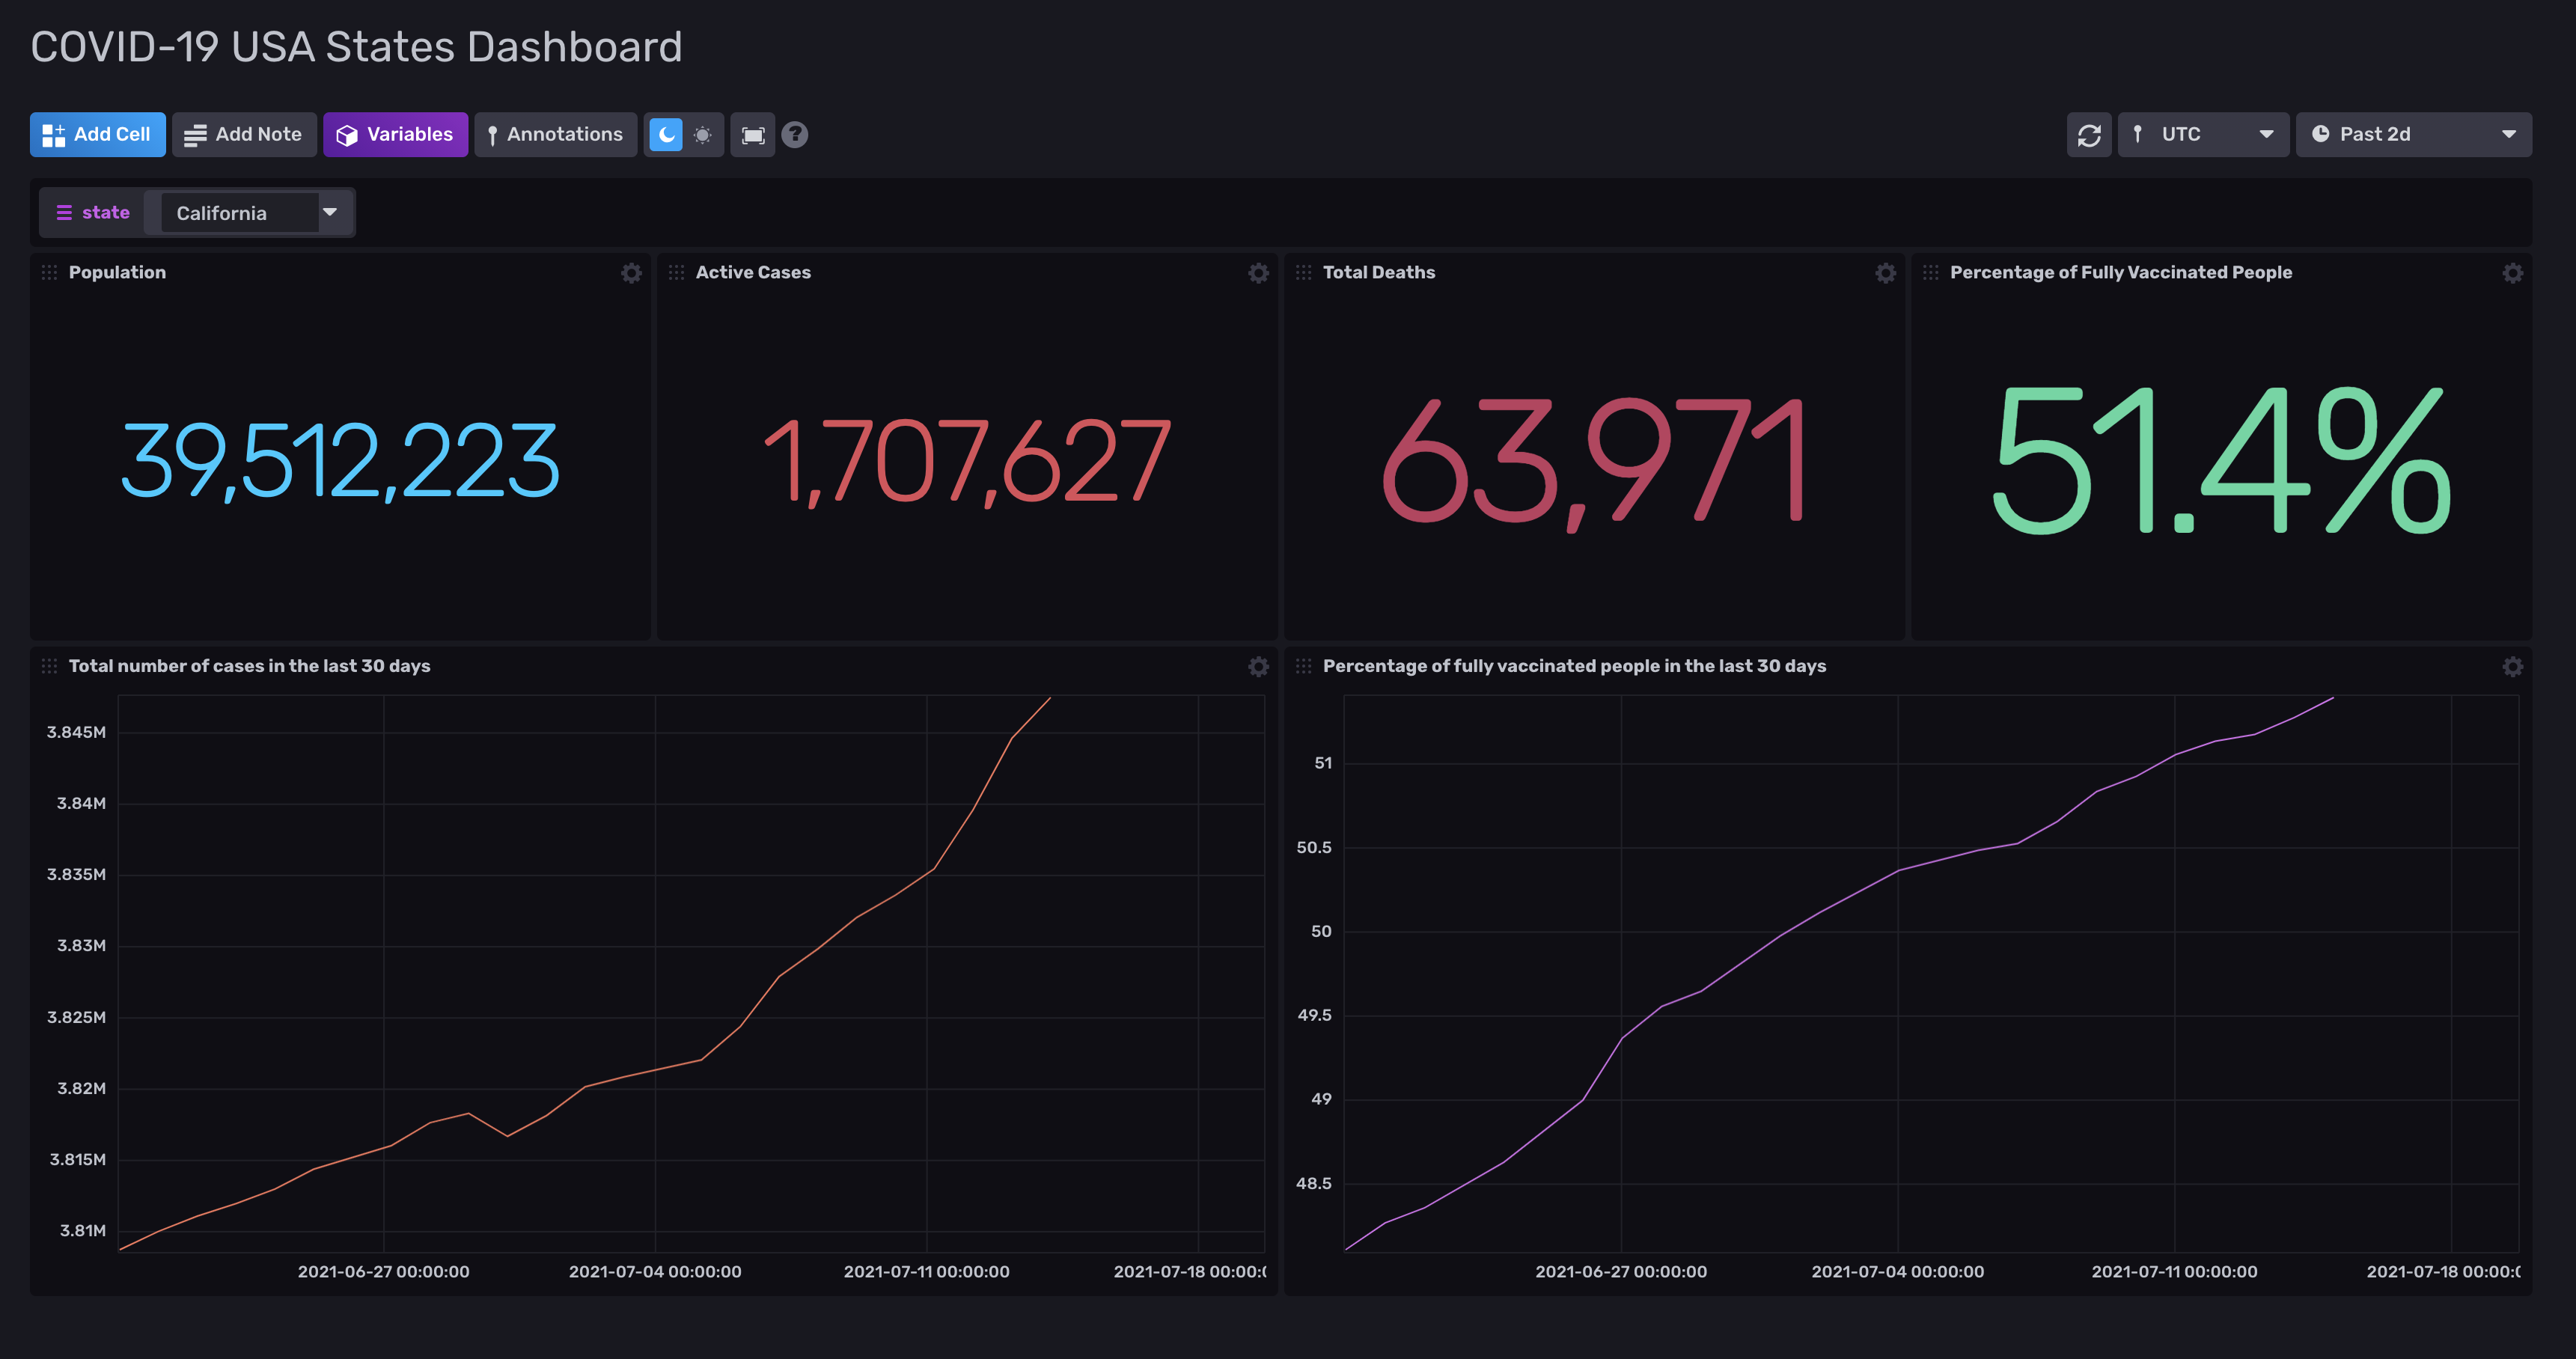 COVID-19 USA States Dashboard
Add Cell
Add Note
Variables
Annotations
?
UTC
Past 2d
state
California
Population
Active Cases
Total Deaths
Percentage of Fully Vaccinated People
39,512,223
1,707,627
63,971
51.4%
Total number of cases in the last 30 days
3.845M
3.84M
3.835M
3.83M
3.825M
3.82M
3.815M
3.81M
2021-06-27 00:00:00
2021-07-04 00:00:00
2021-07-11 00:00:00
2021-07-18 00:00:0
Percentage of fully vaccinated people in the last 30 days
51
50.5
50
49.5
49
48.5
2021-06-27 00:00:00
2021-07-04 00:00:00
2021-07-11 00:00:00
2021-07-18 00:00:0